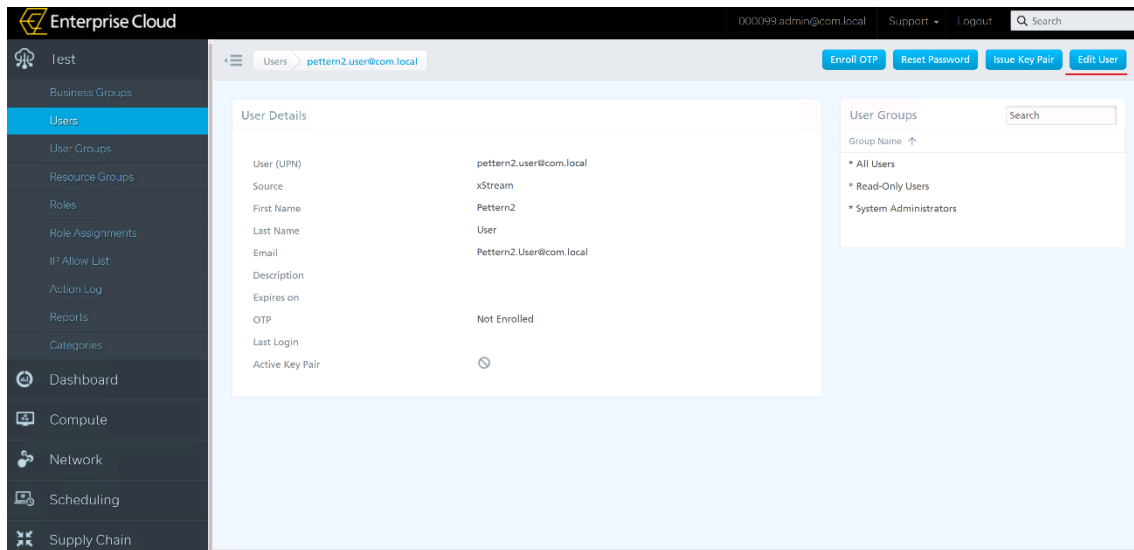 Enterprise Cloud
000099.admin@com.local Support Logout Search
Test
Business Groups
Users
User Groups
Resource Groups
Roles
Role Assignments
IP Allow List
Action Log
Reports
Categories
Dashboard
Compute
Network
Scheduling
Supply Chain
Users pettern2.user@com.local
Enroll OTP Reset Password Issue Key Pair Edit User
User Details
User (UPN) pettern2.user@com.local
Source xStream
First Name Pettern2
Last Name User
Email Pettern2.User@com.local
Description
Expires on
OTP Not Enrolled
Last Login
Active Key Pair
User Groups Search
Group Name
* All Users
* Read-Only Users
* System Administrators